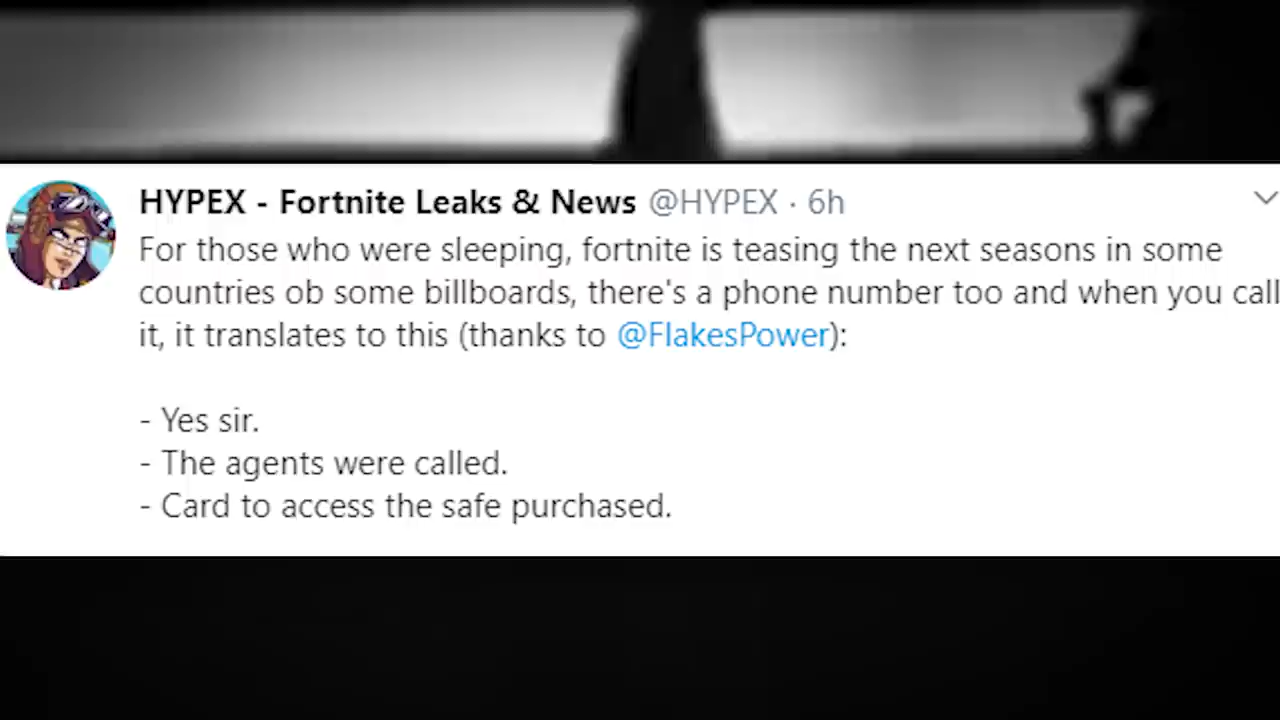 HYPEX - Fortnite Leaks & News @HYPEX · 6h
For those who were sleeping, fortnite is teasing the next seasons in some
countries ob some billboards, there's a phone number too and when you call
it, it translates to this (thanks to @FlakesPower):
- Yes sir.
- The agents were called.
- Card to access the safe purchased.